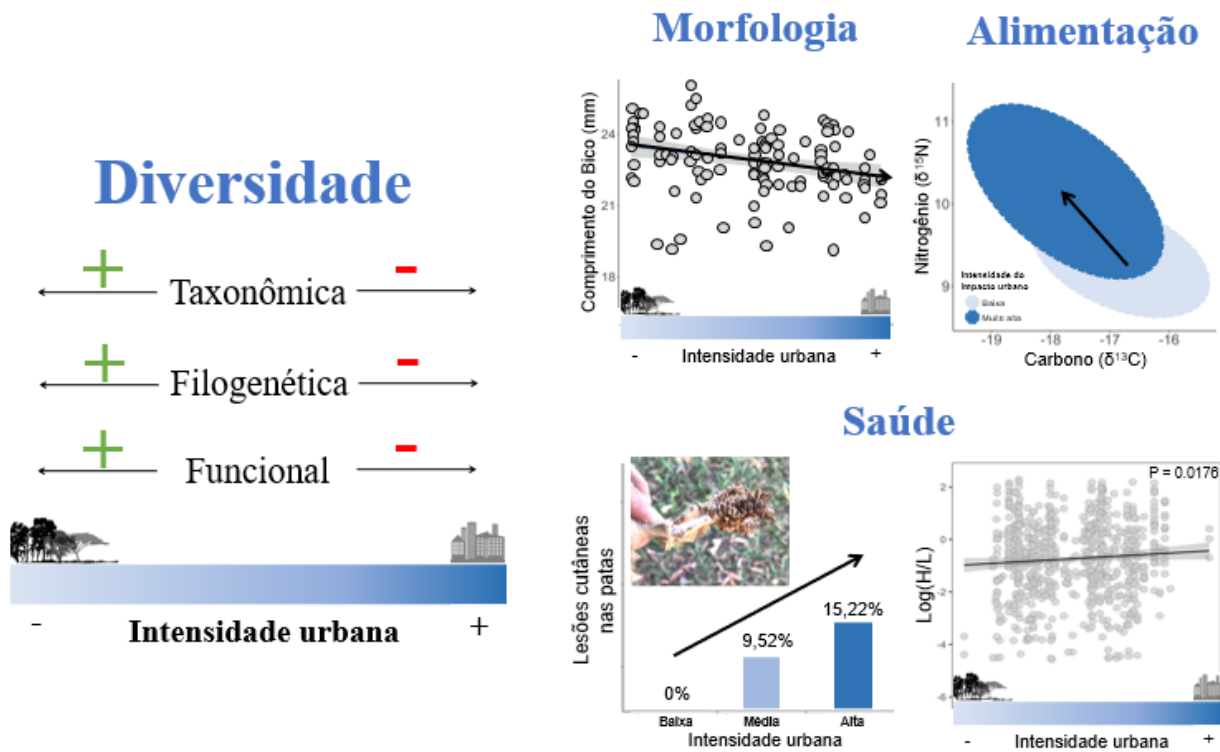 Diversidade
+
-
Taxonômica
+
-
Filogenética
+
-
Funcional
-
Intensidade urbana
+
Morfologia
Comprimento do Bico (mm)
24
21
18
-
Intensidade urbana
+
Alimentação
Nitrogênio (δ¹⁵N)
11
10
9
Intensidade do
Impacto urbano
Baixa
Muito alta
-19
-18
-17
-16
Carbono (δ¹³C)
Saúde
Lesões cutâneas
nas patas
0%
9,52%
15,22%
Baixa
Média
Alta
Intensidade urbana
P = 0.0176
Log(H/L)
2
0
-2
-4
-6
-
Intensidade urbana
+